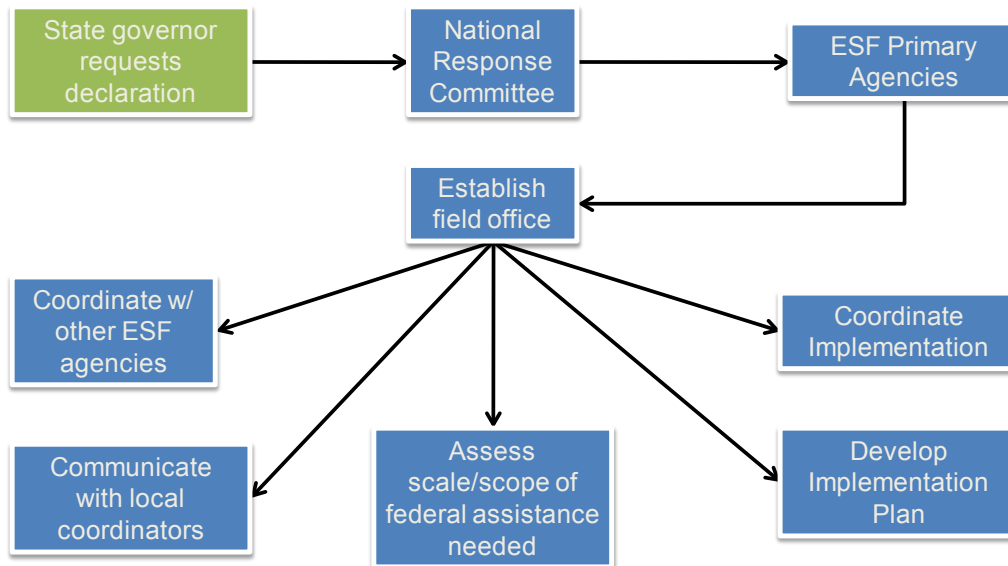 State governor
requests
declaration
National
Response
Committee
ESF Primary
Agencies
Establish
field office
Coordinate w/
other ESF
agencies
Coordinate
Implementation
Communicate
with local
coordinators
Assess
scale/scope of
federal assistance
needed
Develop
Implementation
Plan